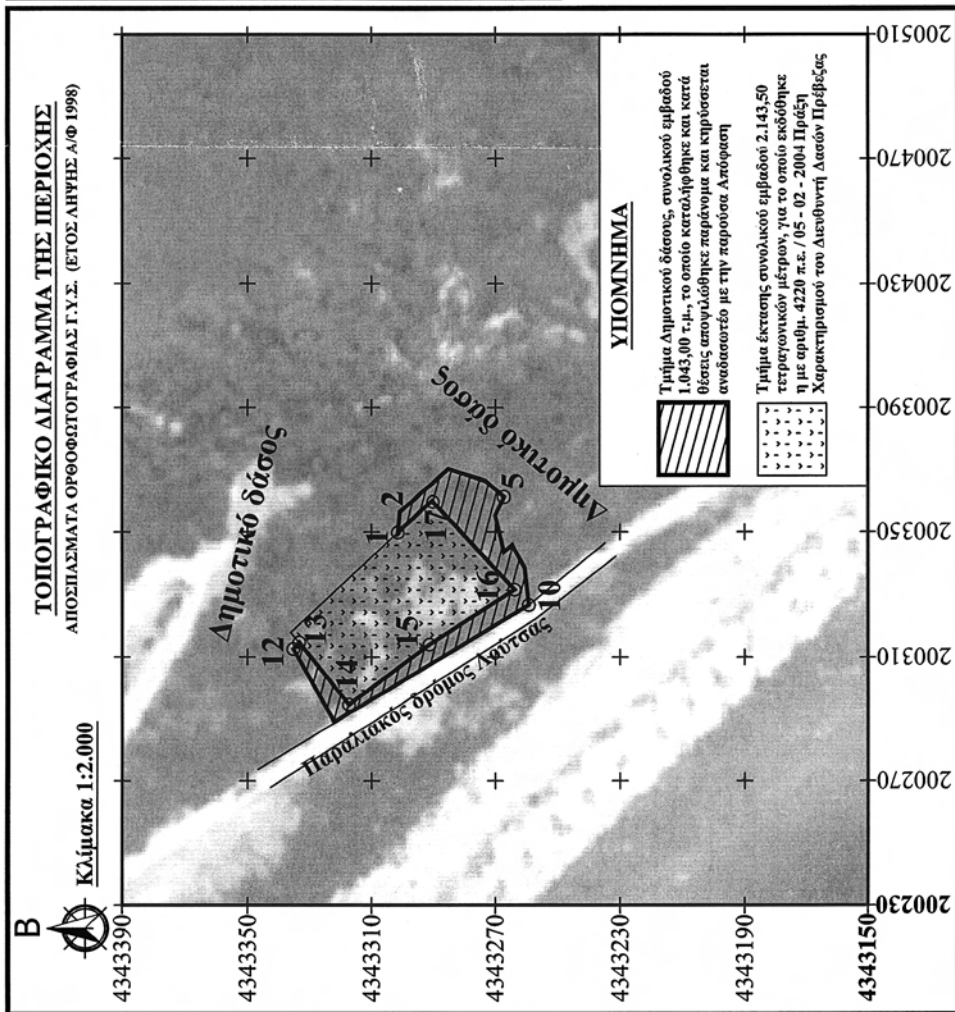 ΤΟΠΟΓΡΑΦΙΚΟ ΔΙΑΓΡΑΜΜΑ ΤΗΣ ΠΕΡΙΟΧΗΣ
ΑΠΟΣΠΑΣΜΑΤΑ ΟΡΘΟΦΩΤΟΓΡΑΦΙΑΣ Γ.Υ.Σ. (ΕΤΟΣ ΛΗΨΗΣ Α/Φ 1998)
Β
Κλίμακα 1:2.000
4343390
4343350
4343310
4343270
4343230
4343190
4343150
200230
200270
200310
200350
200390
200430
200470
200510
Δημοτικό δάσος
Δημοτικό δάσος
Παραλιακός δρόμος Λυγιάς
12
13
14
15
16
17
1
2
5
10
ΥΠΟΜΝΗΜΑ
Τμήμα Δημοτικού δάσους, συνολικού εμβαδού
1.043,00 τ.μ., το οποίο καταλήφθηκε και κατά
θέσεις αποψιλώθηκε παράνομα και κηρύσσεται
αναδασωτέο με την παρούσα Απόφαση
Τμήμα έκτασης συνολικού εμβαδού 2.143,50
τετραγωνικών μέτρων, για το οποίο εκδόθηκε
η με αριθμ. 4220 π.ε. / 05 - 02 - 2004 Πράξη
Χαρακτηρισμού του Διευθυντή Δασών Πρέβεζας